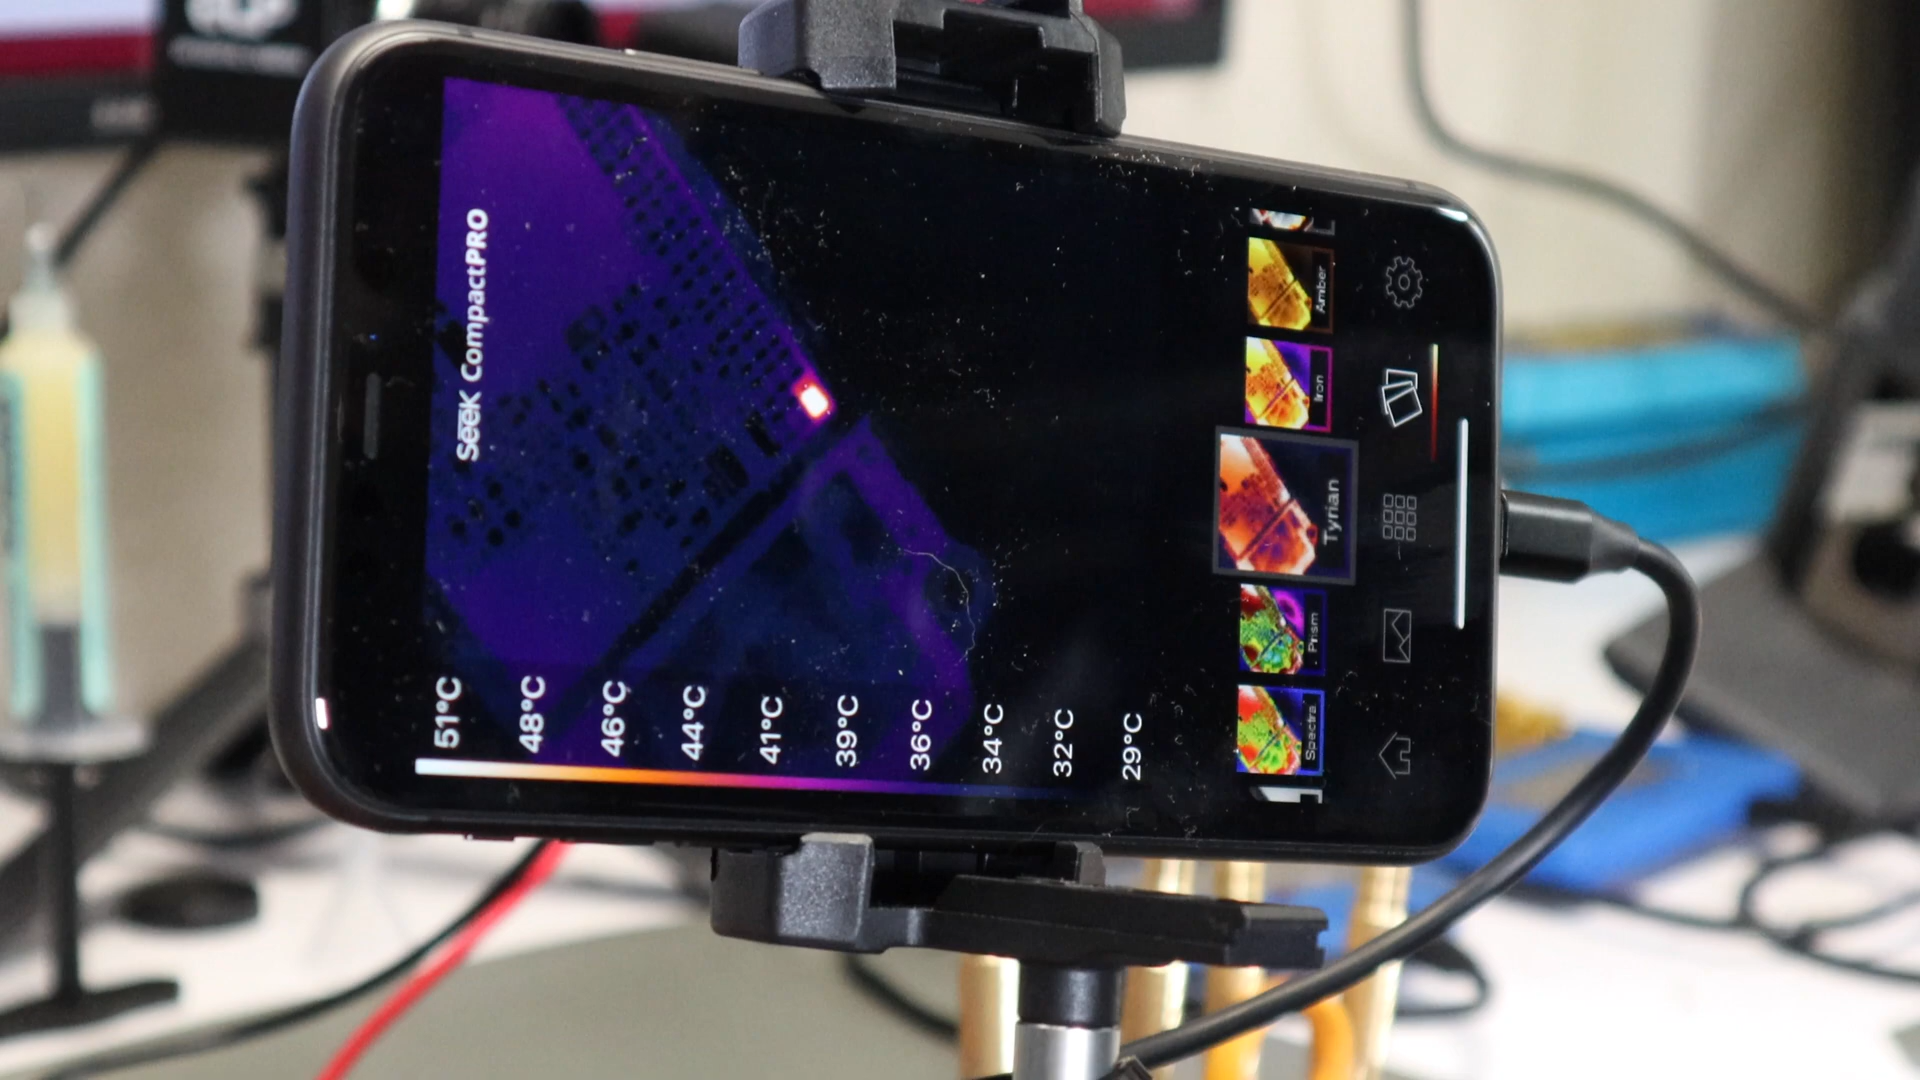 Seek CompactPRO
51°C
48°C
46°C
44°C
41°C
39°C
36°C
34°C
32°C
29°C
Spectra
Prism
Tyrian
Iron
Amber